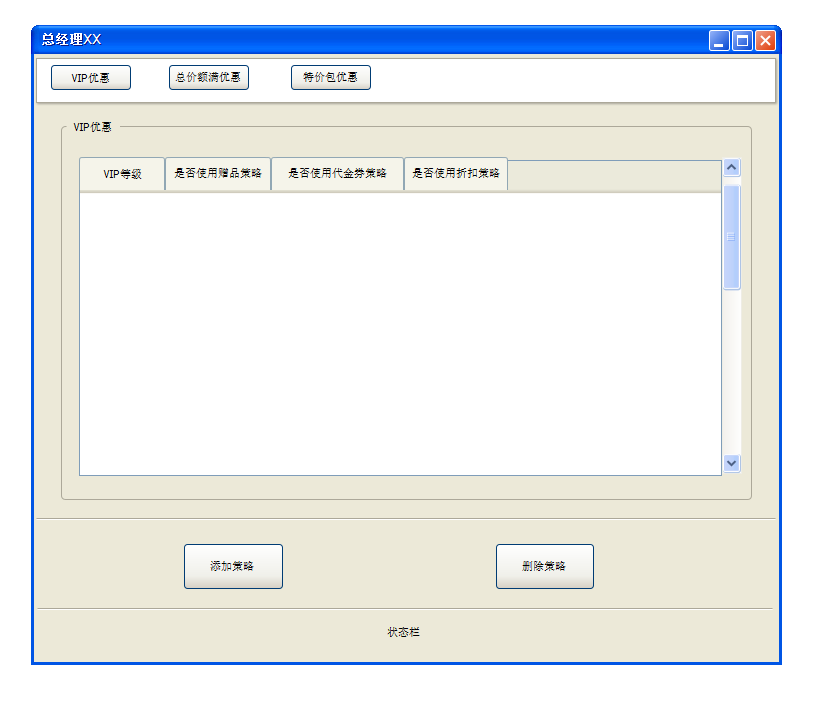 总经理XX
VIP优惠 总价额满优惠 特价包优惠
VIP优惠
VIP等级 是否使用赠品策略 是否使用代金券策略 是否使用折扣策略
添加策略 删除策略
状态栏